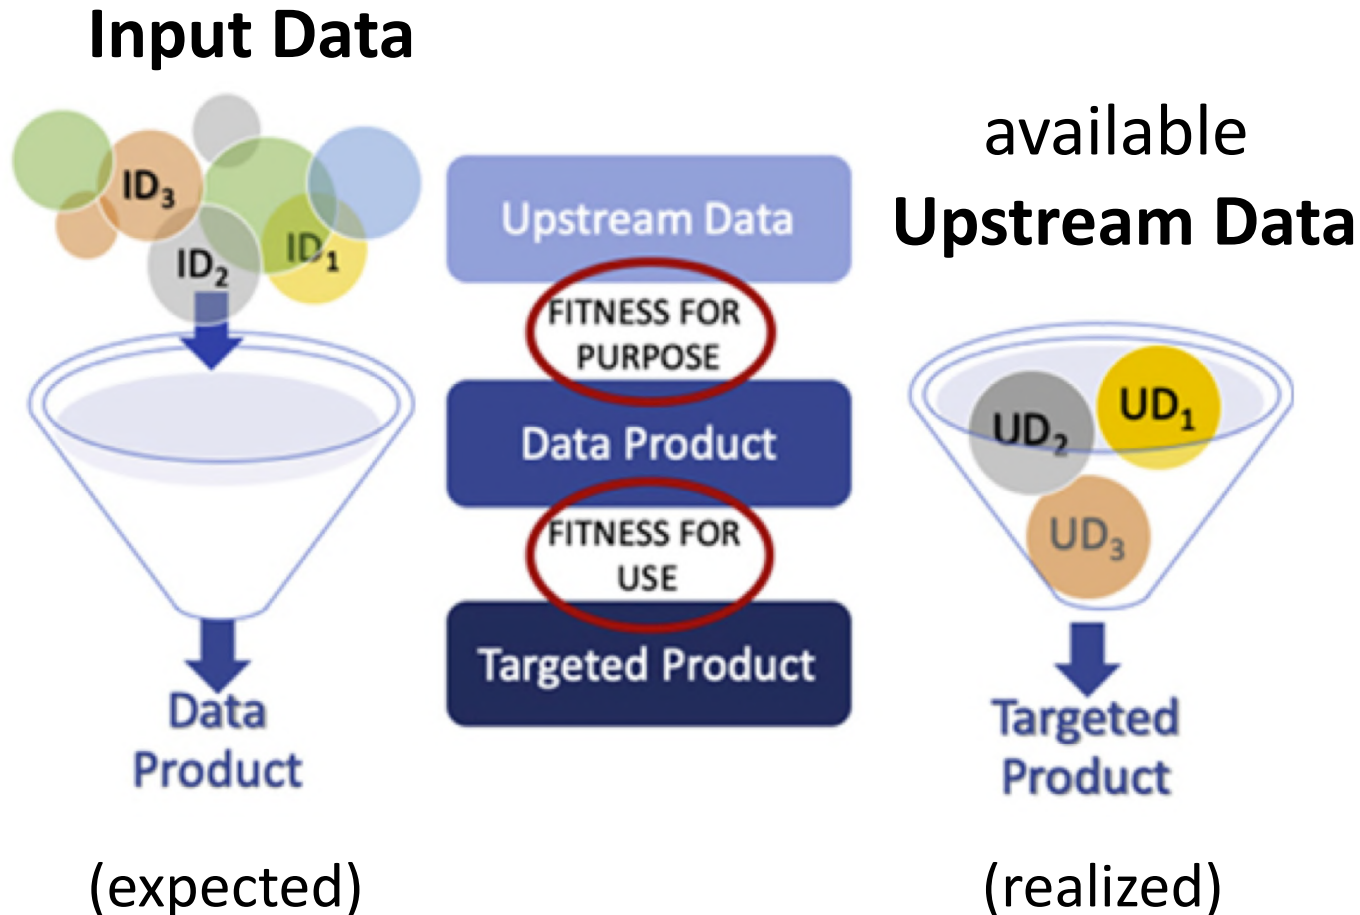 Input Data
ID₃
ID₂
ID₁
Data
Product
(expected)
Upstream Data
FITNESS FOR
PURPOSE
Data Product
FITNESS FOR
USE
Targeted Product
available
Upstream Data
UD₂
UD₁
UD₃
Targeted
Product
(realized)